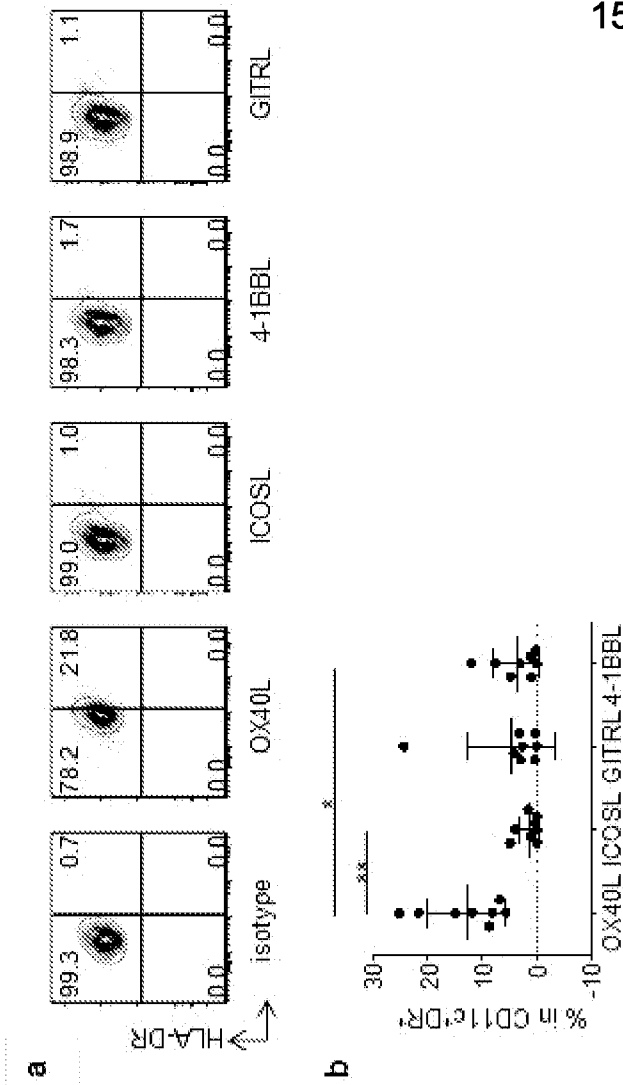 15
a
99.3 0.7
0.0 0.0
isotype
78.2 21.8
0.0 0.0
OX40L
99.0 1.0
0.0 0.0
ICOSL
98.3 1.7
0.0 0.0
4-1BBL
98.9 1.1
0.0 0.0
GITRL
HLA-DR
b
% in CD11c⁺DR⁺
30
20
10
0
-10
**
*
OX40L ICOSL GITRL 4-1BBL